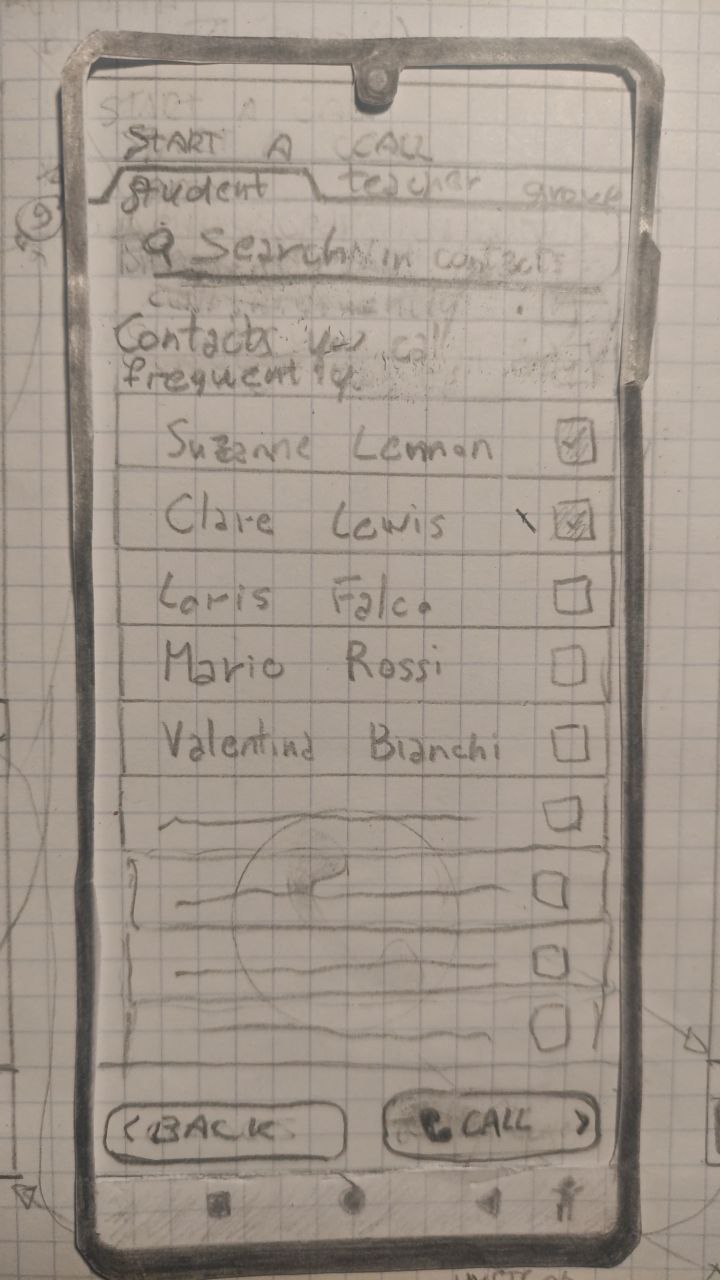 START A CALL
Student teacher group
Search in contacts
Contacts you call
frequently
Suzanne Lennon
Clare Lewis
Loris Falco
Mario Rossi
Valentina Bianchi
< BACK
CALL >